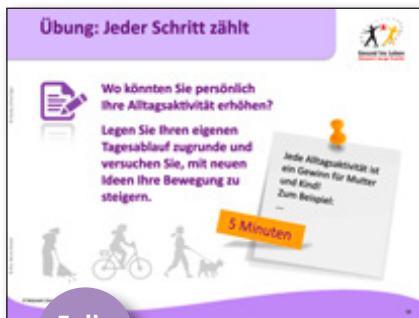 Übung: Jeder Schritt zählt
Gesund ins Leben
Wo könnten Sie persönlich
Ihre Alltagsaktivität erhöhen?
Legen Sie Ihren eigenen
Tagesablauf zugrunde und
versuchen Sie, mit neuen
Ideen Ihre Bewegung zu
steigern.
Jede Alltagsaktivität ist
ein Gewinn für Mutter
und Kind!
Zum Beispiel:
...
5 Minuten